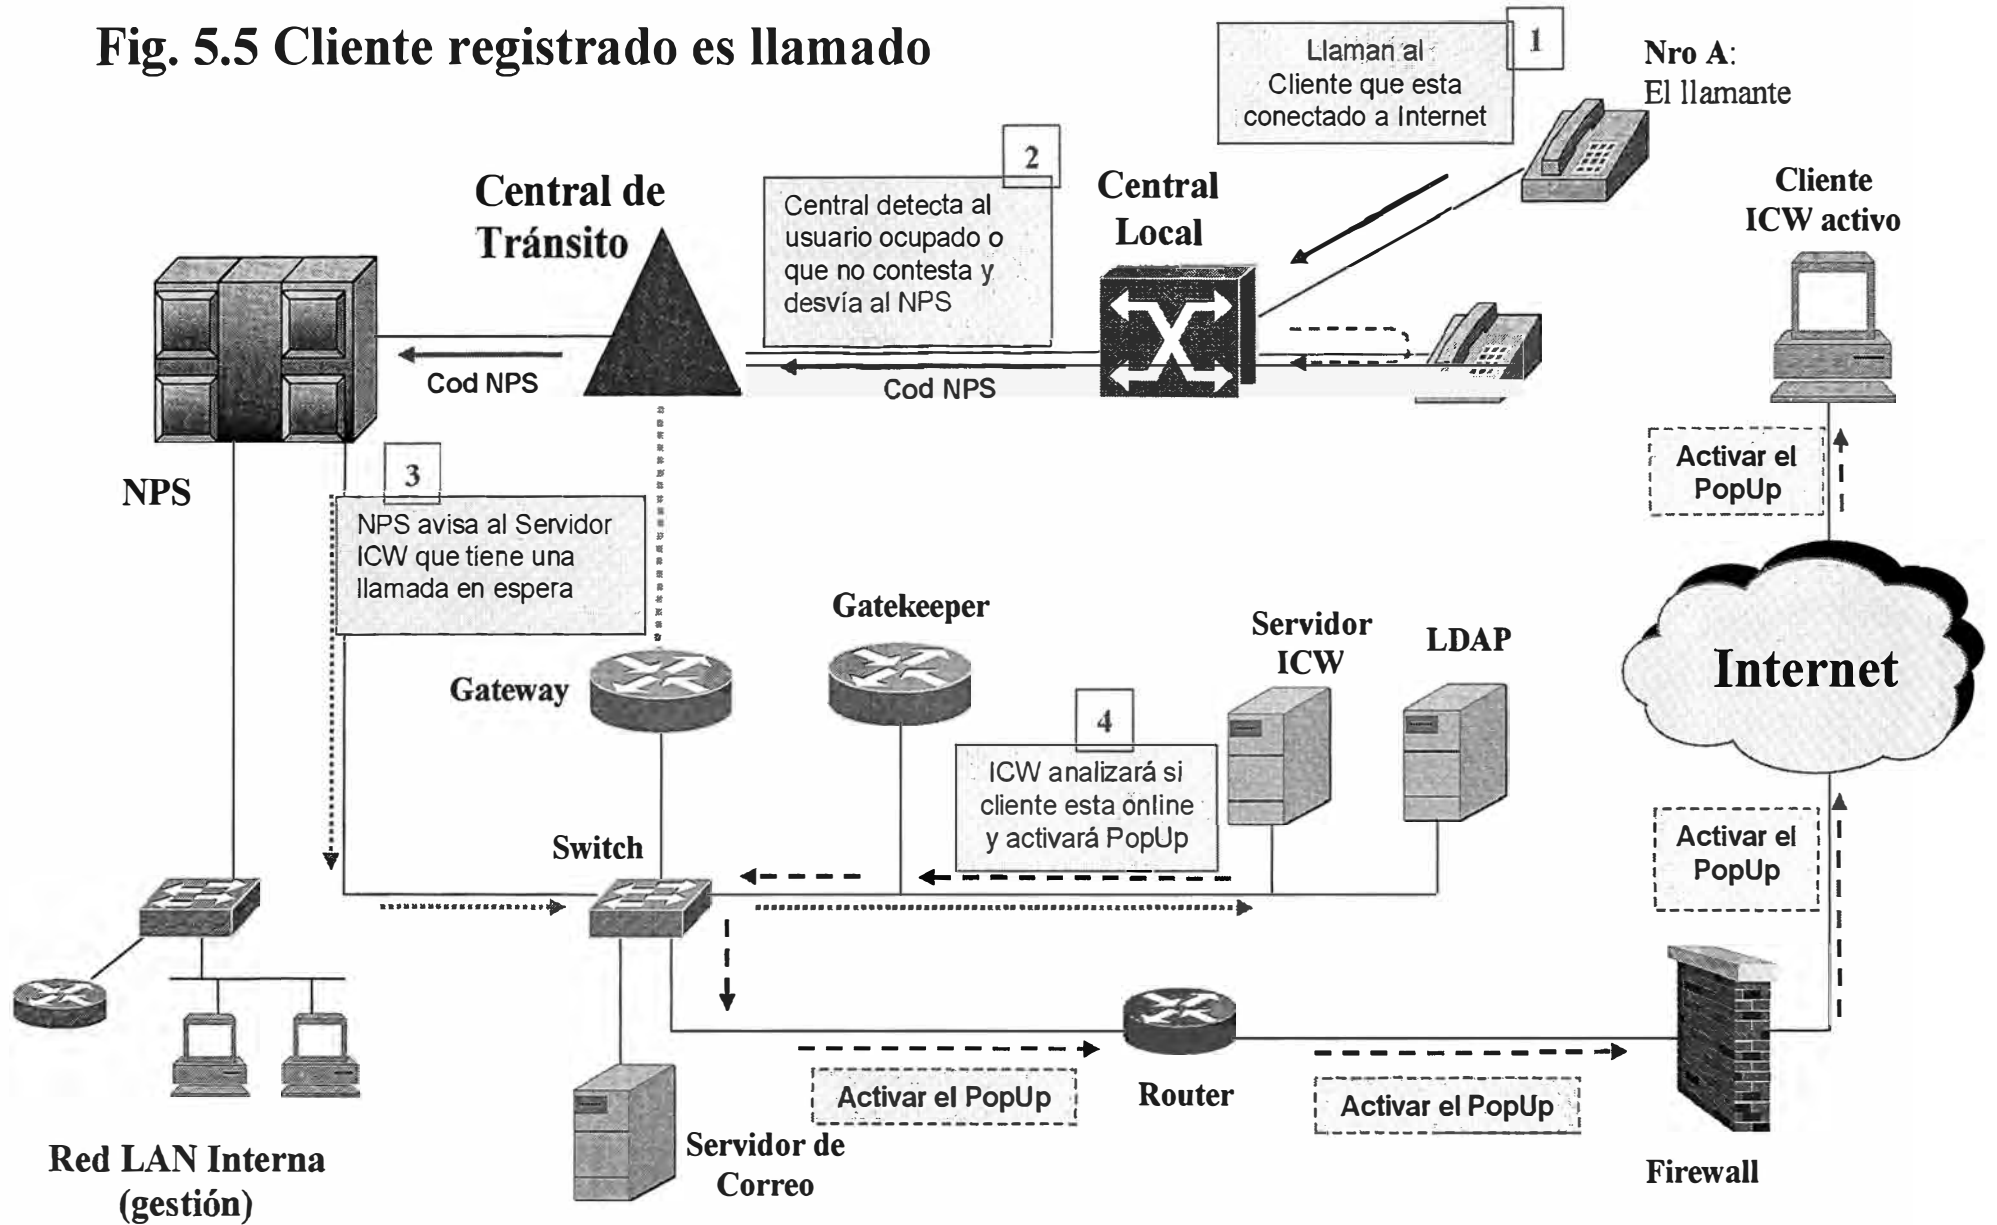 Fig. 5.5 Cliente registrado es llamado
1
Llaman al
Cliente que esta
conectado a Internet
Nro A:
El llamante
2
Central detecta al
usuario ocupado o
que no contesta y
desvía al NPS
Central de
Tránsito
Central
Local
Cliente
ICW activo
Cod NPS
Cod NPS
NPS
3
NPS avisa al Servidor
ICW que tiene una
llamada en espera
Activar el
PopUp
Gatekeeper
Servidor
ICW
LDAP
Internet
Gateway
4
ICW analizará si
cliente esta online
y activará PopUp
Switch
Activar el
PopUp
Activar el PopUp
Router
Activar el PopUp
Servidor de
Correo
Firewall
Red LAN Interna
(gestión)